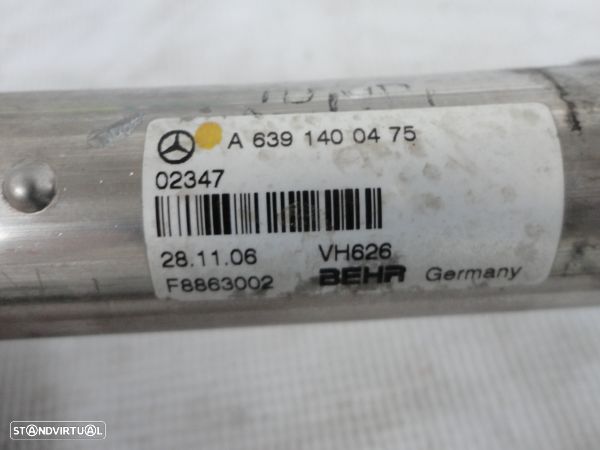 A 639 140 04 75
02347
28.11.06 VH626
F8863002 BEHR Germany
STANDVIRTUAL